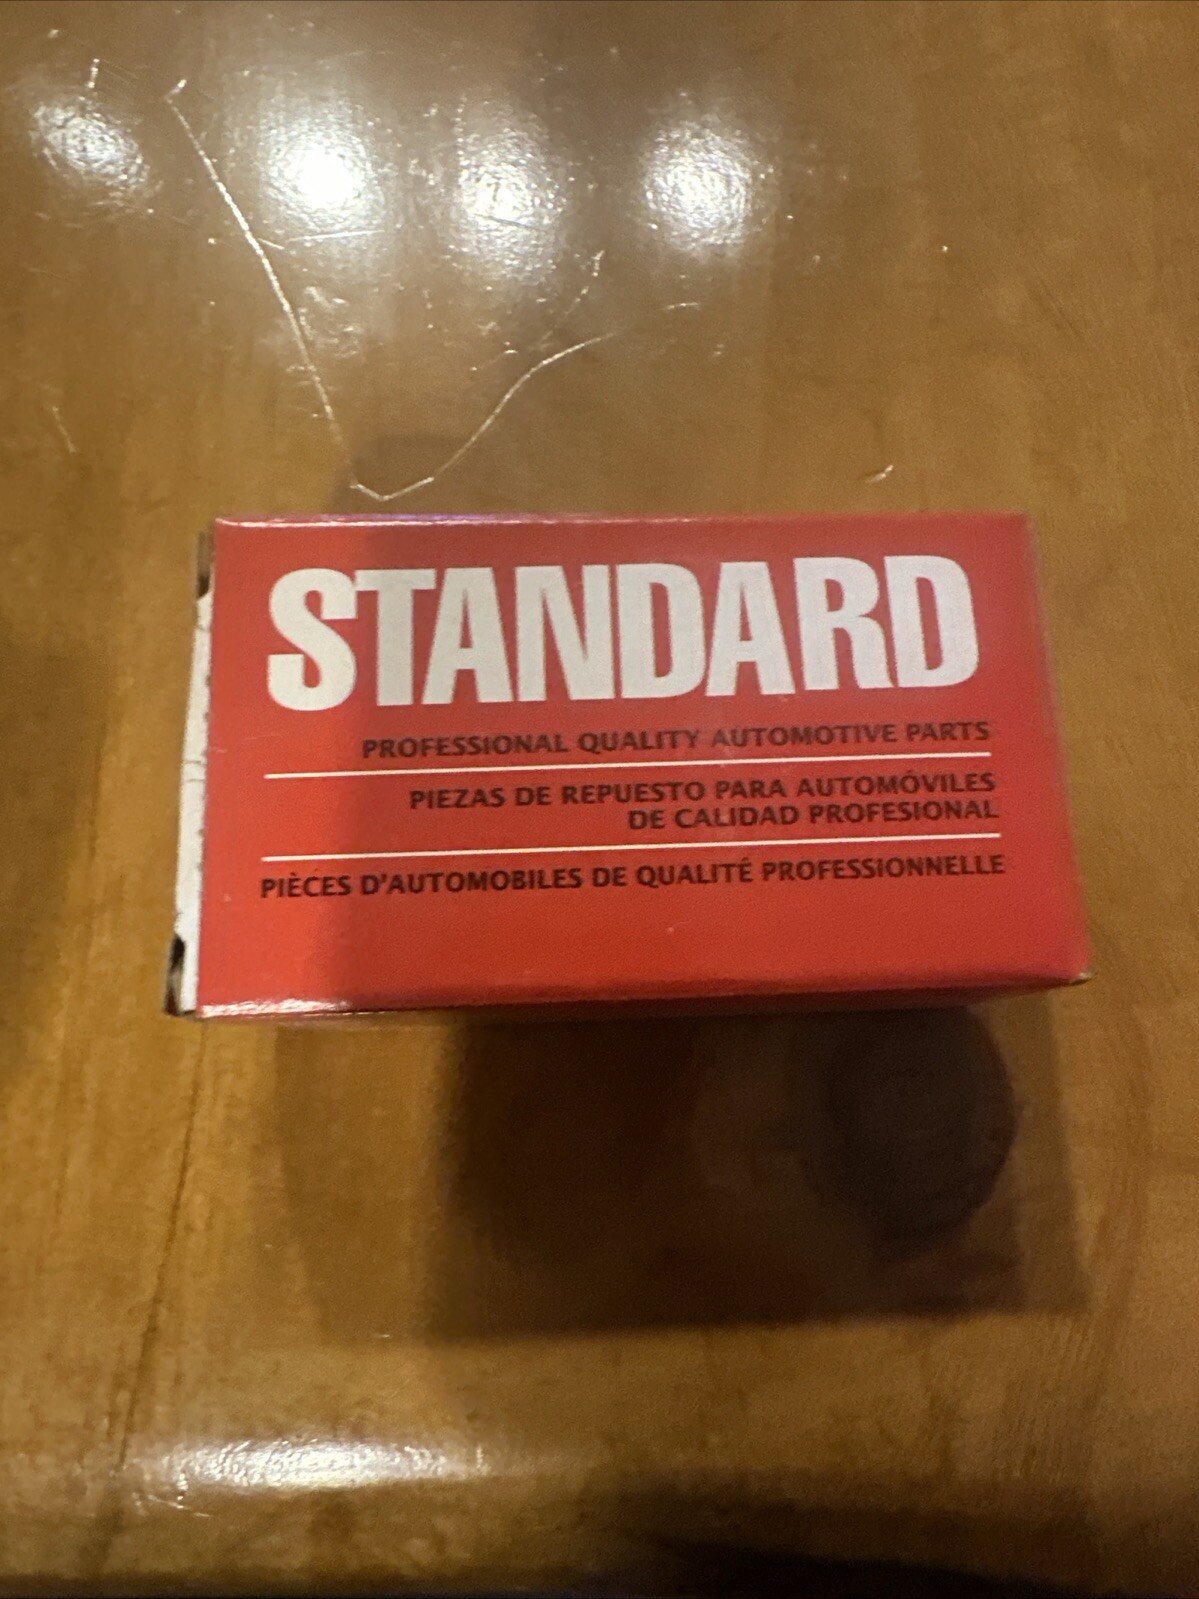 STANDARD
PROFESSIONAL QUALITY AUTOMOTIVE PARTS
PIEZAS DE REPUESTO PARA AUTOMÓVILES
DE CALIDAD PROFESIONAL
PIÈCES D'AUTOMOBILES DE QUALITÉ PROFESSIONNELLE